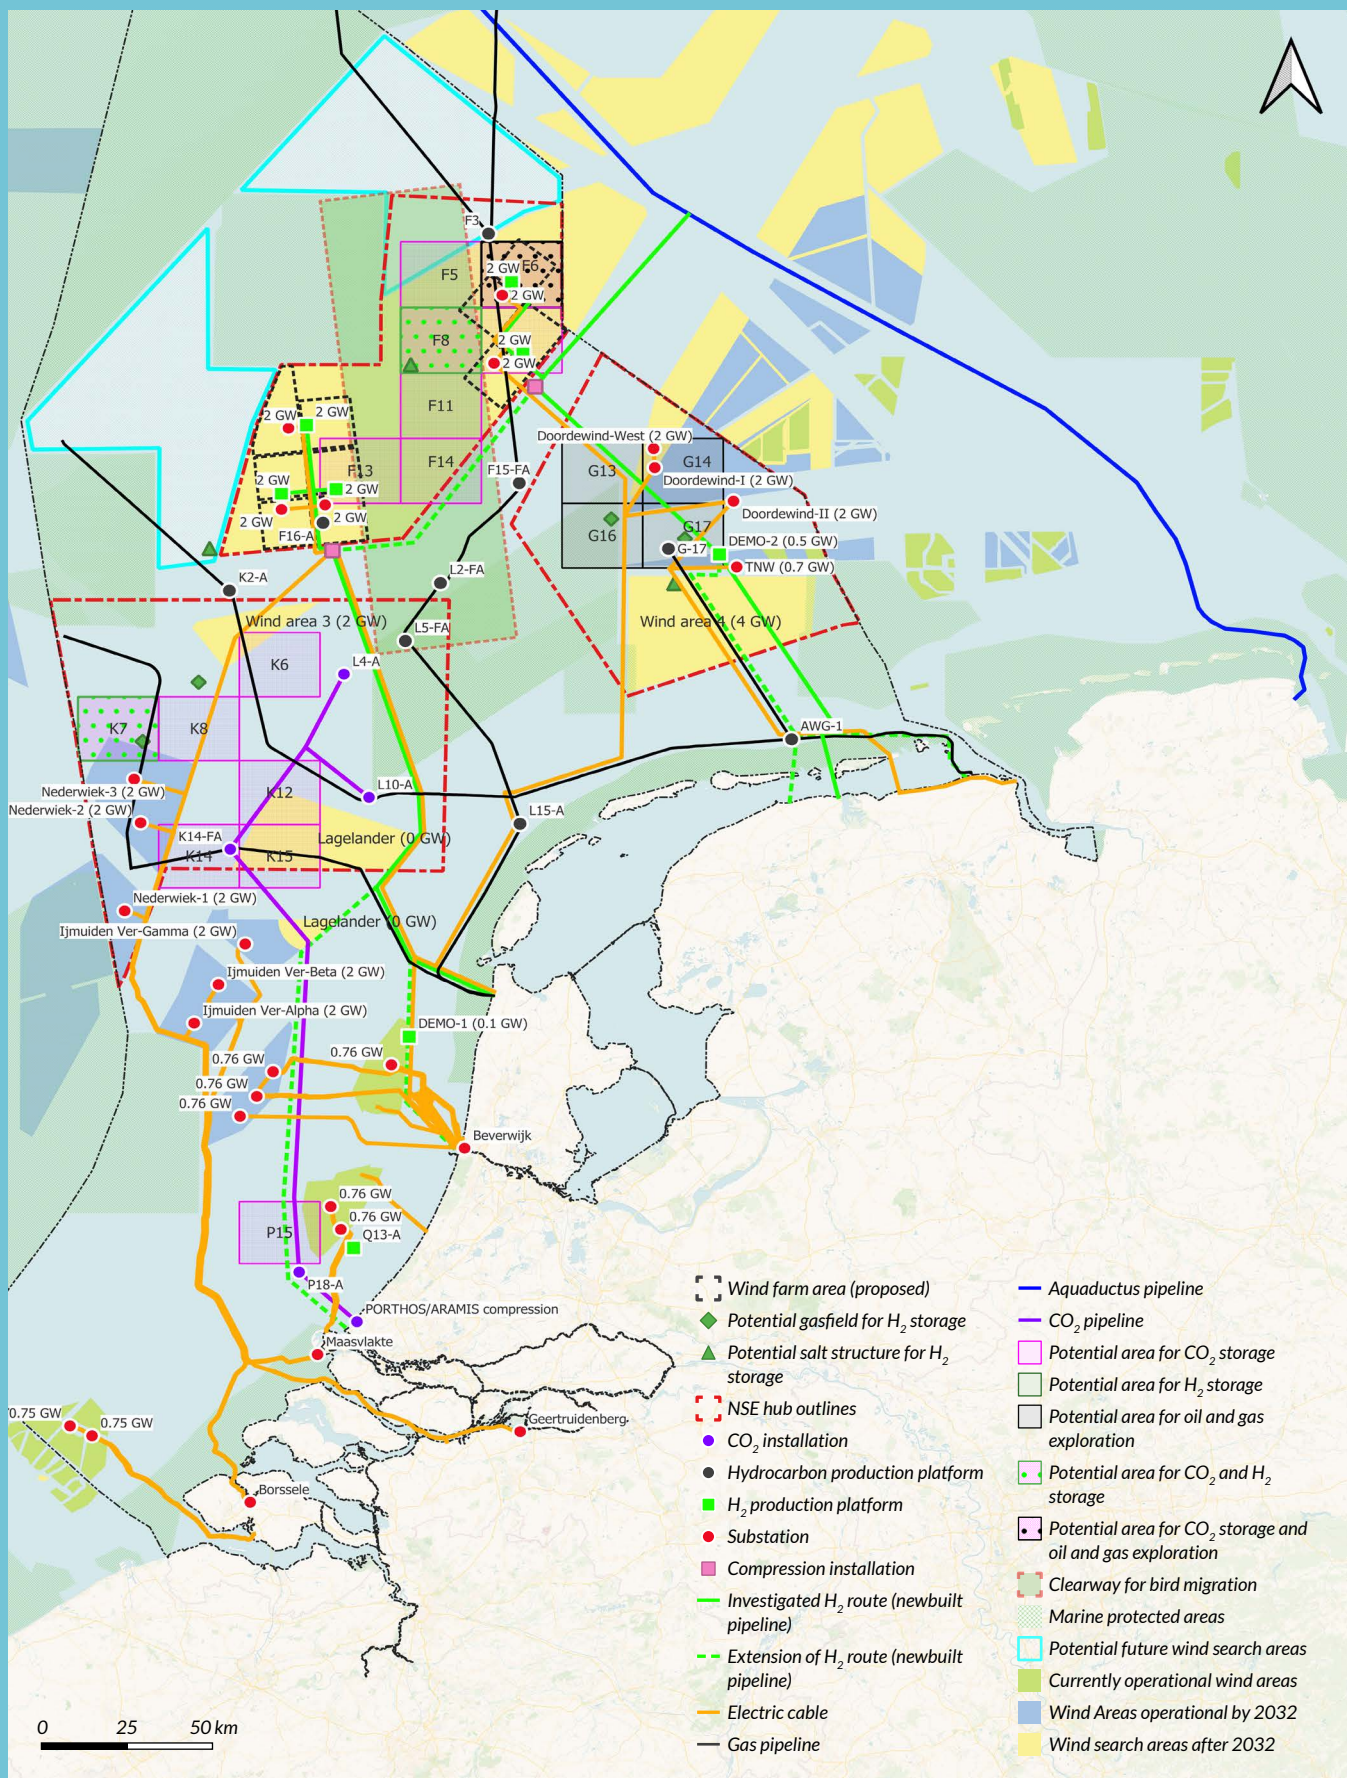 F3
F5
F6
2 GW
2 GW
F8
2 GW
2 GW
F11
2 GW
2 GW
Doordewind-West (2 GW)
F13
F14
G13
G14
F15-FA
Doordewind-I (2 GW)
2 GW
2 GW
2 GW
2 GW
Doordewind-II (2 GW)
F16-A
G16
G17
DEMO-2 (0.5 GW)
G-17
TNW (0.7 GW)
K2-A
L2-FA
Wind area 3 (2 GW)
L5-FA
Wind area 4 (4 GW)
K6
L4-A
K7
K8
AWG-1
Nederwiek-3 (2 GW)
K12
L10-A
Nederwiek-2 (2 GW)
L15-A
K14-FA
Lagelander (0 GW)
K14
K15
Nederwiek-1 (2 GW)
Lagelander (0 GW)
Ijmuiden Ver-Gamma (2 GW)
Ijmuiden Ver-Beta (2 GW)
Ijmuiden Ver-Alpha (2 GW)
DEMO-1 (0.1 GW)
0.76 GW
0.76 GW
0.76 GW
0.76 GW
Beverwijk
0.76 GW
0.76 GW
P15
Q13-A
P18-A
PORTHOS/ARAMIS compression
Maasvlakte
0.75 GW
0.75 GW
Geertruidenberg
Borssele
Wind farm area (proposed)
Potential gasfield for H2 storage
Potential salt structure for H2
storage
NSE hub outlines
CO2 installation
Hydrocarbon production platform
H2 production platform
Substation
Compression installation
Investigated H2 route (newbuilt
pipeline)
Extension of H2 route (newbuilt
pipeline)
Electric cable
Gas pipeline
Aquaductus pipeline
CO2 pipeline
Potential area for CO2 storage
Potential area for H2 storage
Potential area for oil and gas
exploration
Potential area for CO2 and H2
storage
Potential area for CO2 storage and
oil and gas exploration
Clearway for bird migration
Marine protected areas
Potential future wind search areas
Currently operational wind areas
Wind Areas operational by 2032
Wind search areas after 2032
0 25 50 km